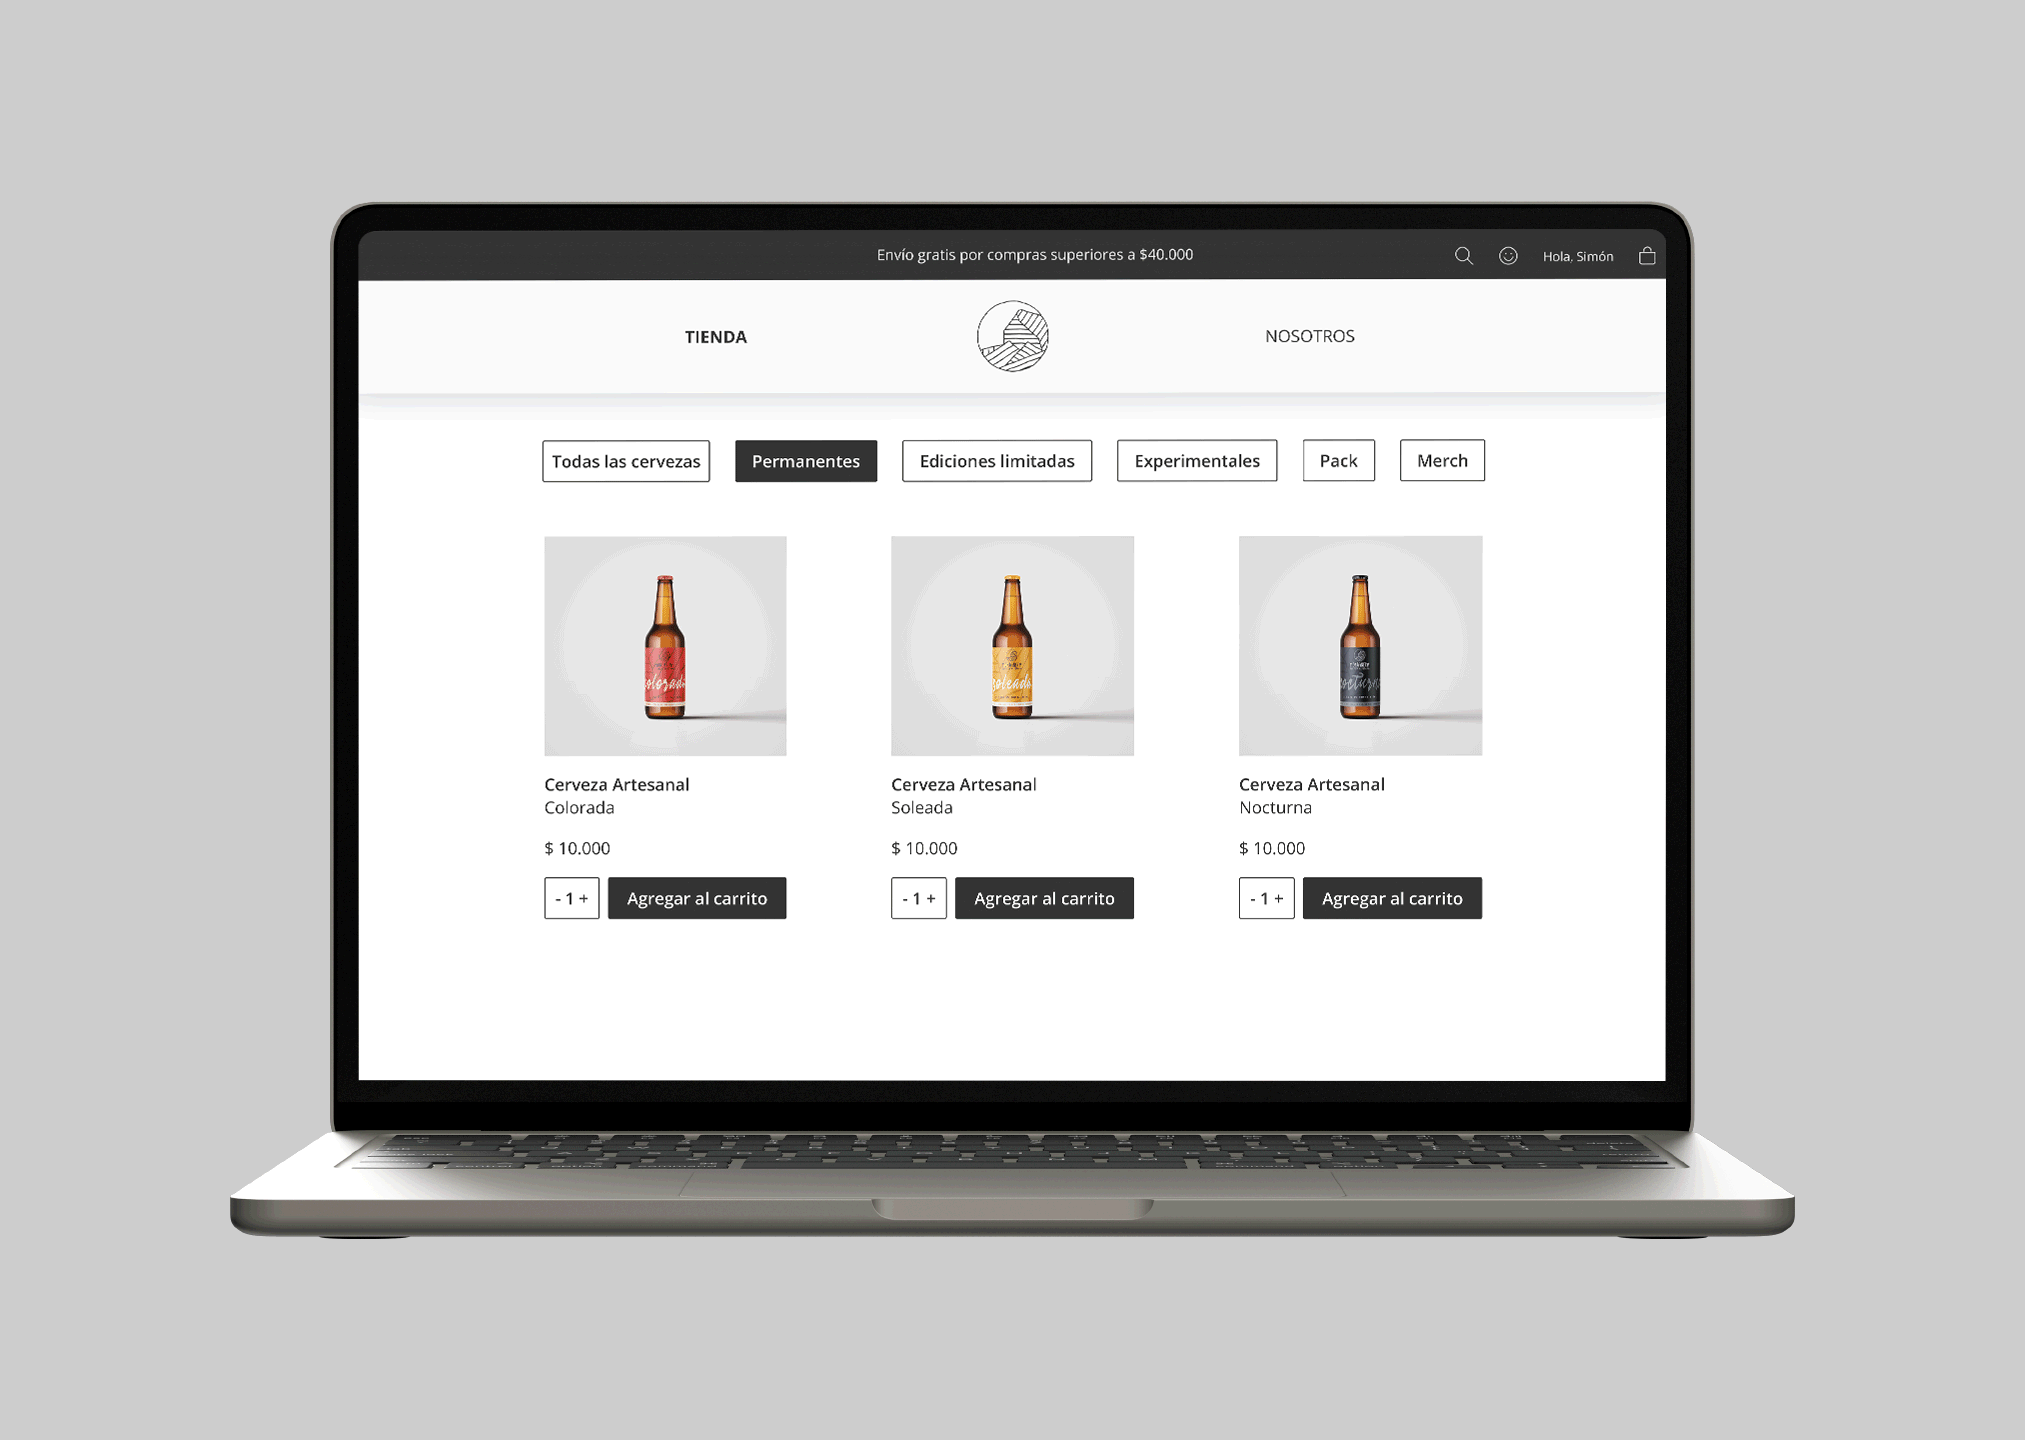 Envío gratis por compras superiores a $40.000
Hola, Simón
TIENDA
NOSOTROS
Todas las cervezas
Permanentes
Ediciones limitadas
Experimentales
Pack
Merch
colorada
soleada
nocturna
Cerveza Artesanal
Colorada
$ 10.000
- 1 +
Agregar al carrito
Cerveza Artesanal
Soleada
$ 10.000
- 1 +
Agregar al carrito
Cerveza Artesanal
Nocturna
$ 10.000
- 1 +
Agregar al carrito